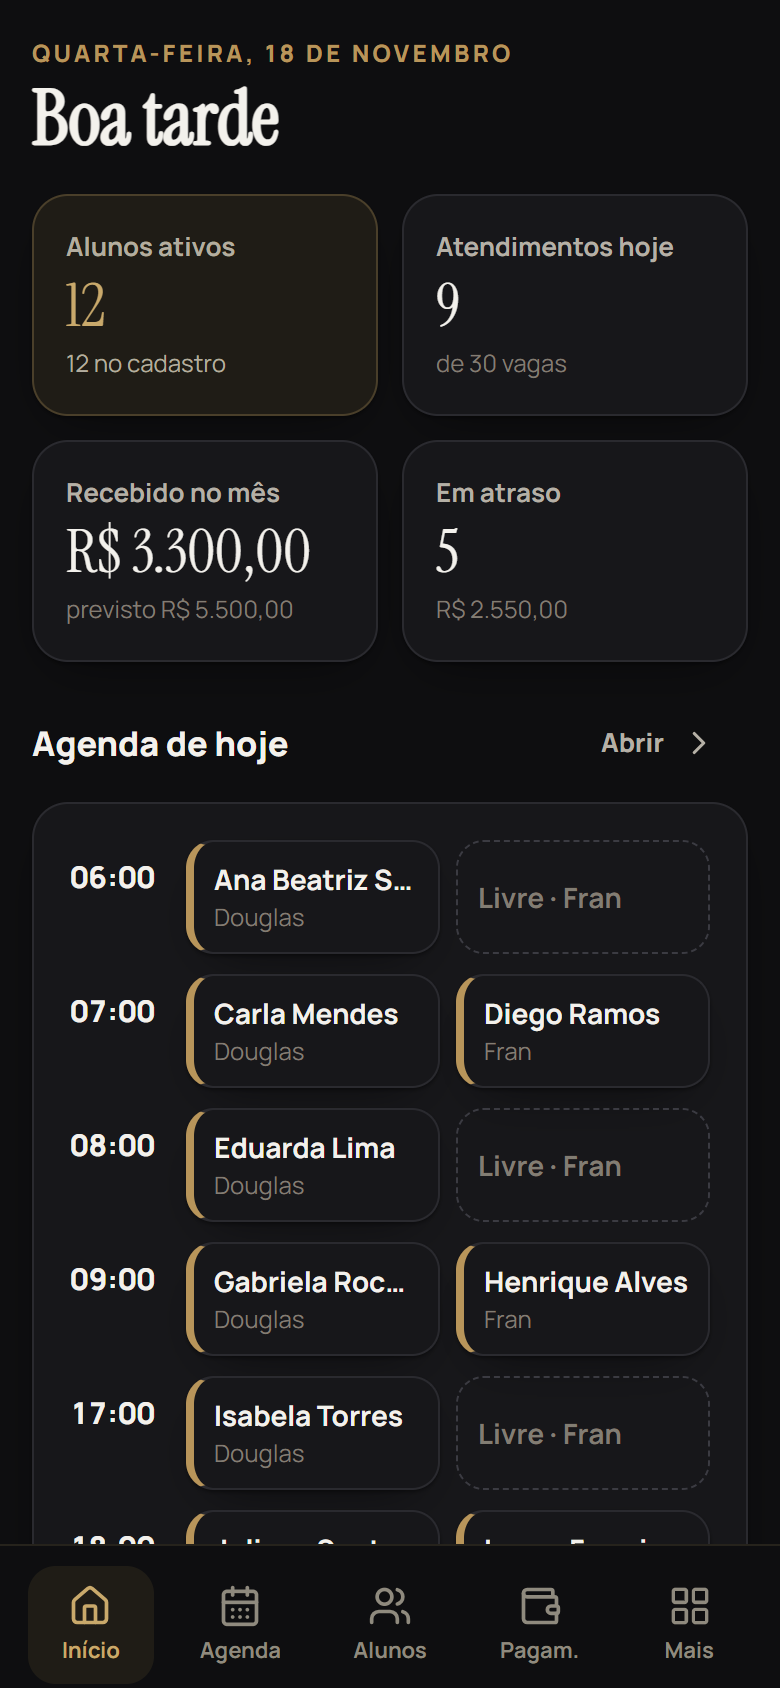 QUARTA-FEIRA, 18 DE NOVEMBRO
Boa tarde
Alunos ativos
12
12 no cadastro
Atendimentos hoje
9
de 30 vagas
Recebido no mês
R$ 3.300,00
previsto R$ 5.500,00
Em atraso
5
R$ 2.550,00
Agenda de hoje
Abrir
06:00
Ana Beatriz S...
Douglas
Livre · Fran
07:00
Carla Mendes
Douglas
Diego Ramos
Fran
08:00
Eduarda Lima
Douglas
Livre · Fran
09:00
Gabriela Roc...
Douglas
Henrique Alves
Fran
17:00
Isabela Torres
Douglas
Livre · Fran
Início
Agenda
Alunos
Pagam.
Mais